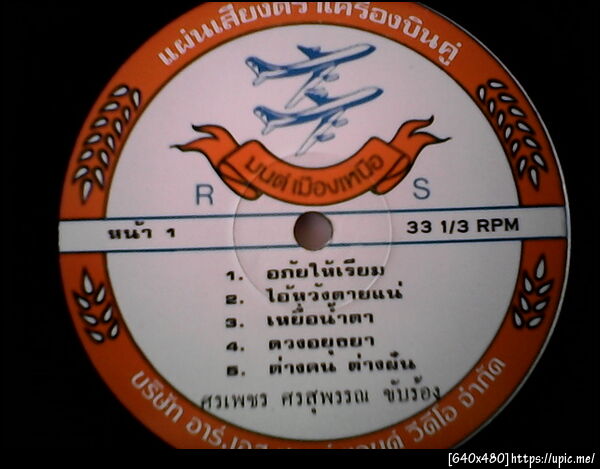 แผ่นเสียงตราเครื่องบินคู่
มนต์เมืองเหนือ
R S
หน้า 1
33 1/3 RPM
1. อภัยให้เรียม
2. ไอ้หวังตายแน่
3. เหยื่อน้ำตา
4. ดวงอยุธยา
5. ต่างคน ต่างฝัน
ศรเพชร ศรสุพรรณ ขับร้อง
บริษัท อาร์.เอส. วิดีโอ จำกัด
[640x480]https://upic.me/